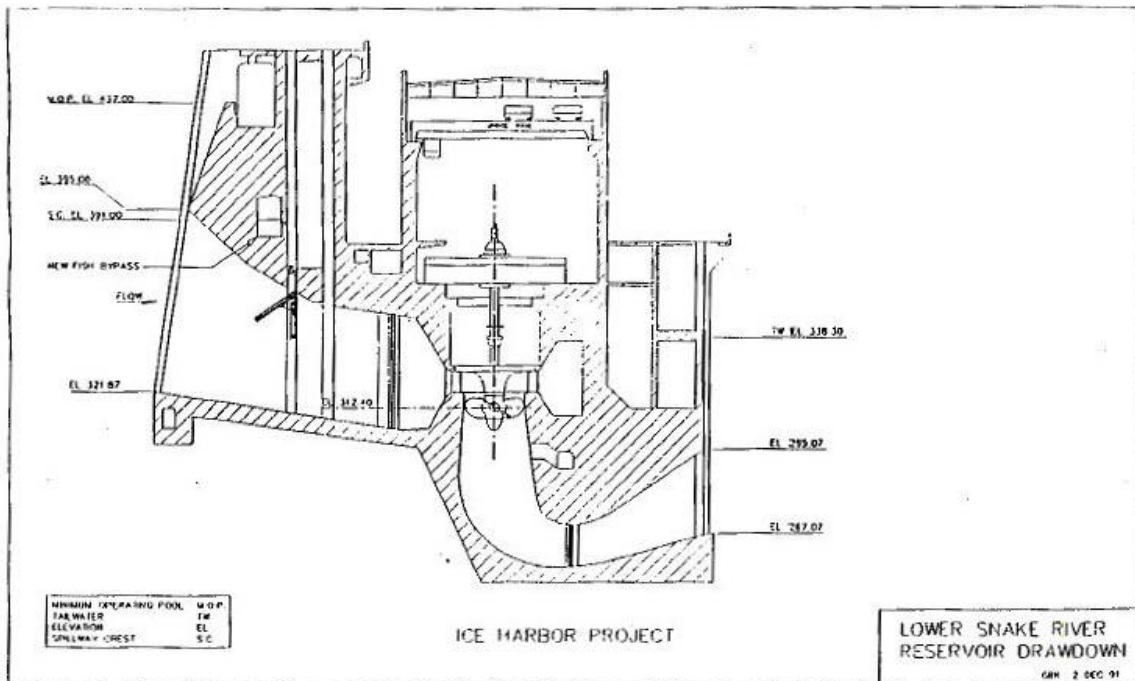 M.O.P. EL 437.00
EL 395.00
S.C. EL 391.00
NEW FISH BYPASS
FLOW
EL 321.87
312.40
BRIDGE CRANE
TW EL 338.30
EL 295.07
EL 267.07
MINIMUM OPERATING POOL M.O.P.
TAILWATER TW
ELEVATION EL
SPILLWAY CREST S.C.
ICE HARBOR PROJECT
LOWER SNAKE RIVER
RESERVOIR DRAWDOWN
2 DEC 91